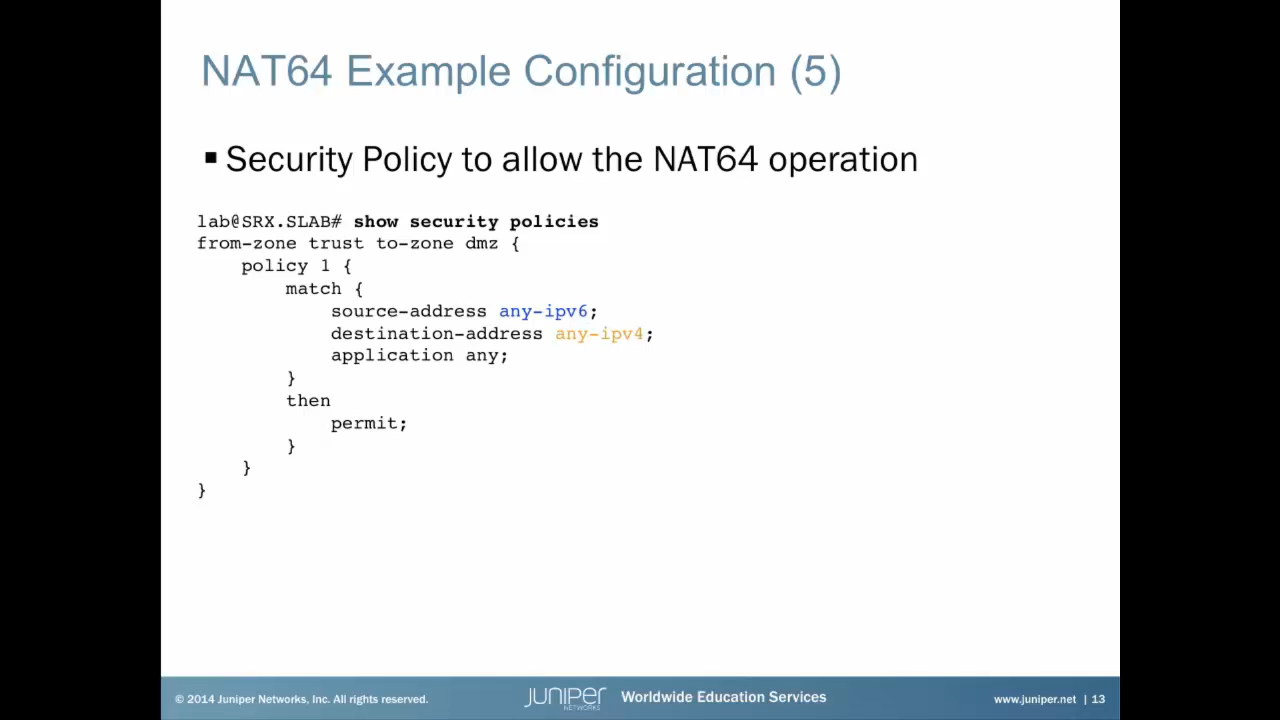 NAT64 Example Configuration (5)
▪ Security Policy to allow the NAT64 operation
lab@SRX.SLAB# show security policies
from-zone trust to-zone dmz {
    policy 1 {
        match {
            source-address any-ipv6;
            destination-address any-ipv4;
            application any;
        }
        then
            permit;
        }
    }
}
© 2014 Juniper Networks, Inc. All rights reserved.
JUNIPER NETWORKS
Worldwide Education Services
www.juniper.net | 13